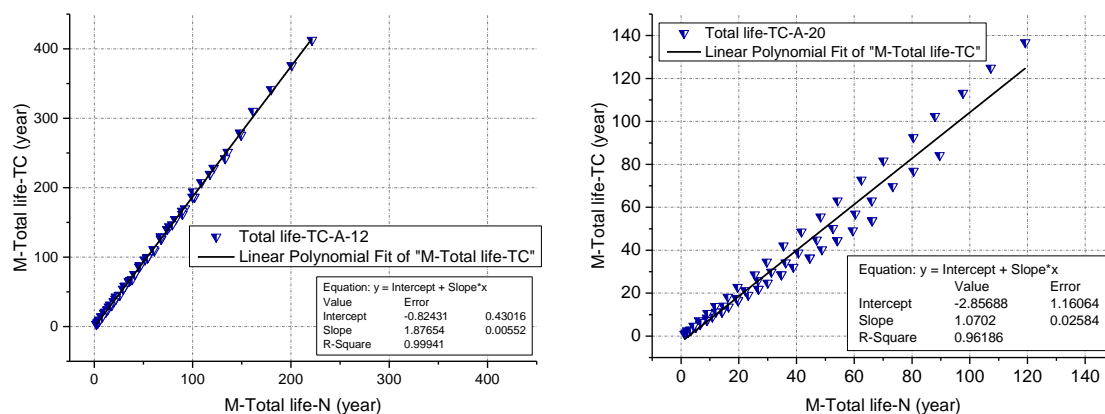 400
300
200
100
0
M-Total life-TC (year)
Total life-TC-A-12
Linear Polynomial Fit of "M-Total life-TC"
Equation: y = Intercept + Slope*x
Value Error
Intercept -0.82431 0.43016
Slope 1.87654 0.00552
R-Square 0.99941
0 100 200 300 400
M-Total life-N (year)
140
120
100
80
60
40
20
0
M-Total life-TC (year)
Total life-TC-A-20
Linear Polynomial Fit of "M-Total life-TC"
Equation: y = Intercept + Slope*x
Value Error
Intercept -2.85688 1.16064
Slope 1.0702 0.02584
R-Square 0.96186
0 20 40 60 80 100 120 140
M-Total life-N (year)